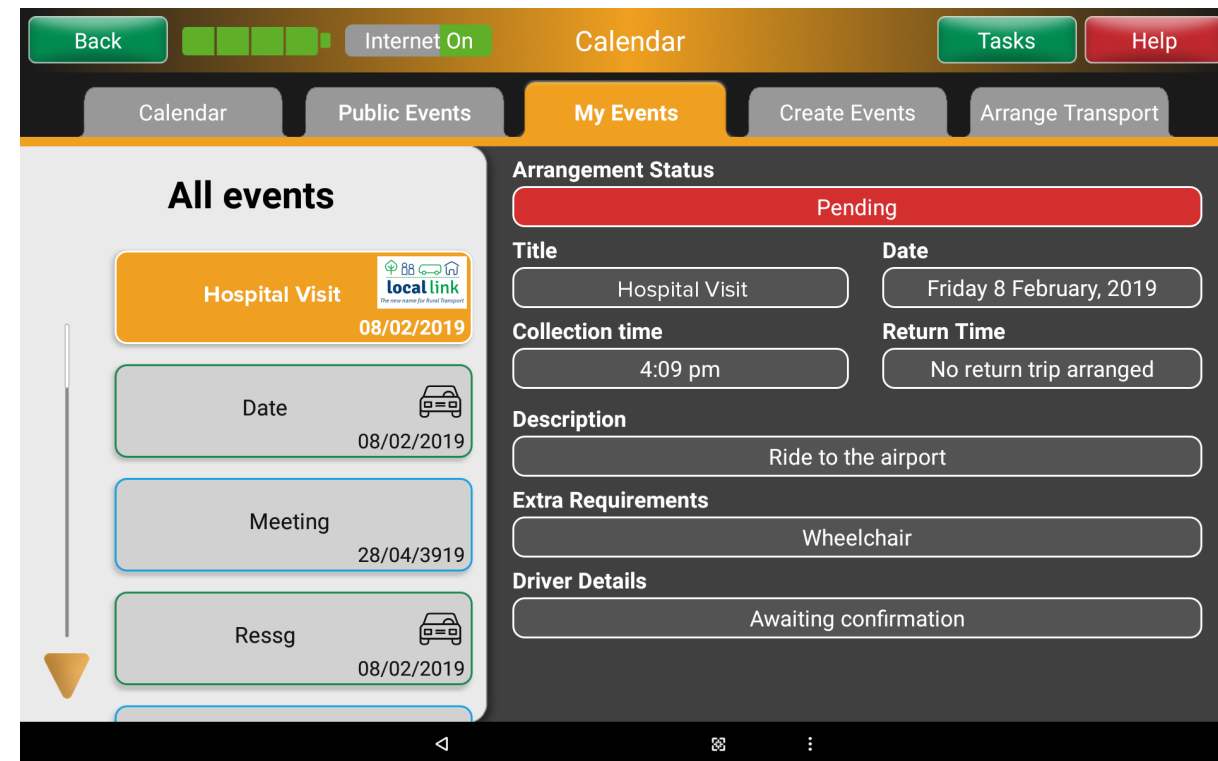 Back
Internet On
Calendar
Tasks
Help
Calendar
Public Events
My Events
Create Events
Arrange Transport
All events
Hospital Visit
local link
The new name for Rural Transport
08/02/2019
Date
08/02/2019
Meeting
28/04/3919
Ressg
08/02/2019
Arrangement Status
Pending
Title
Date
Hospital Visit
Friday 8 February, 2019
Collection time
Return Time
4:09 pm
No return trip arranged
Description
Ride to the airport
Extra Requirements
Wheelchair
Driver Details
Awaiting confirmation